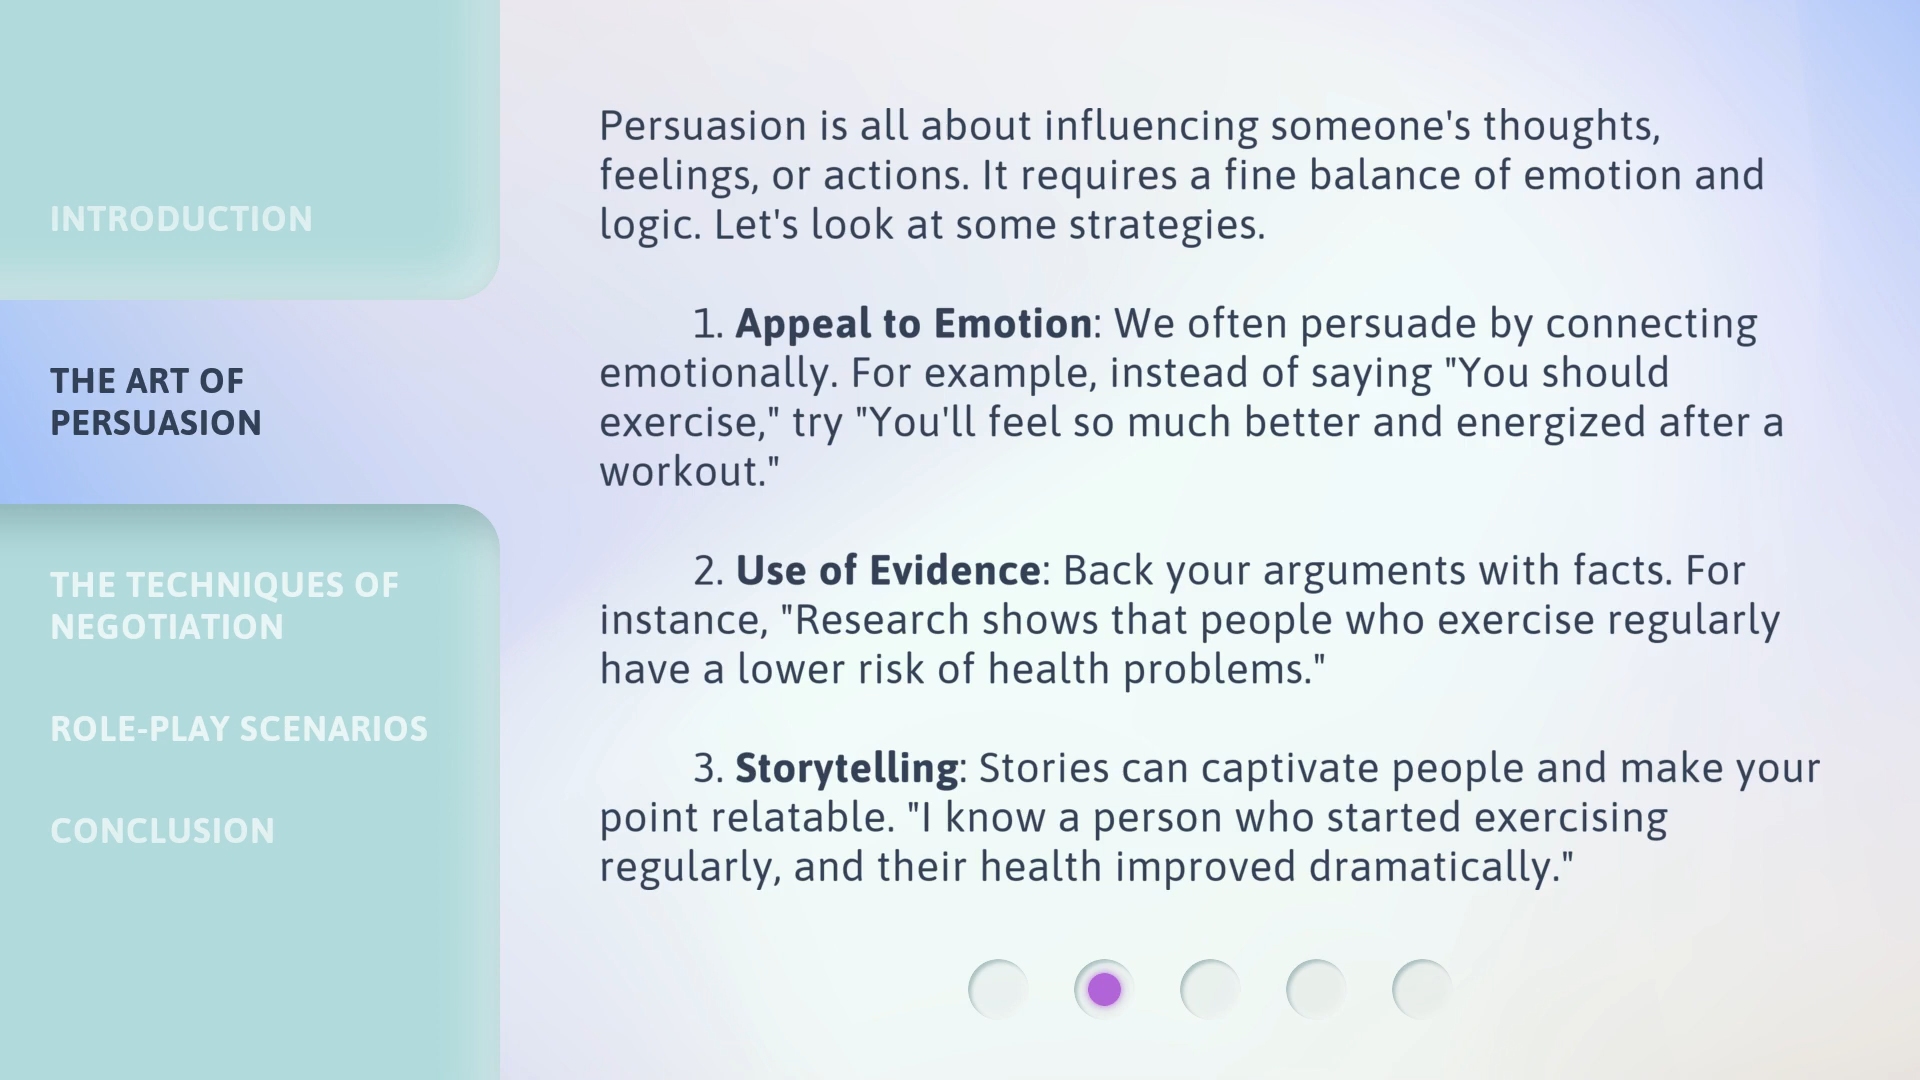 INTRODUCTION
THE ART OF
PERSUASION
THE TECHNIQUES OF
NEGOTIATION
ROLE-PLAY SCENARIOS
CONCLUSION
Persuasion is all about influencing someone's thoughts,
feelings, or actions. It requires a fine balance of emotion and
logic. Let's look at some strategies.
1. Appeal to Emotion: We often persuade by connecting
emotionally. For example, instead of saying "You should
exercise," try "You'll feel so much better and energized after a
workout."
2. Use of Evidence: Back your arguments with facts. For
instance, "Research shows that people who exercise regularly
have a lower risk of health problems."
3. Storytelling: Stories can captivate people and make your
point relatable. "I know a person who started exercising
regularly, and their health improved dramatically."